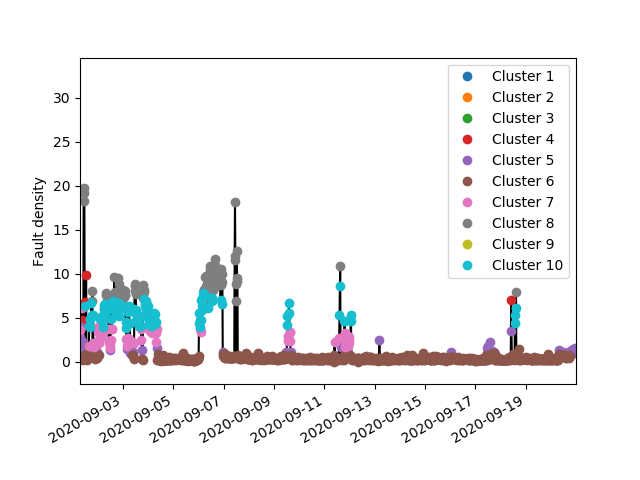 Fault density
30
25
20
15
10
5
0
2020-09-03
2020-09-05
2020-09-07
2020-09-09
2020-09-11
2020-09-13
2020-09-15
2020-09-17
2020-09-19
Cluster 1
Cluster 2
Cluster 3
Cluster 4
Cluster 5
Cluster 6
Cluster 7
Cluster 8
Cluster 9
Cluster 10